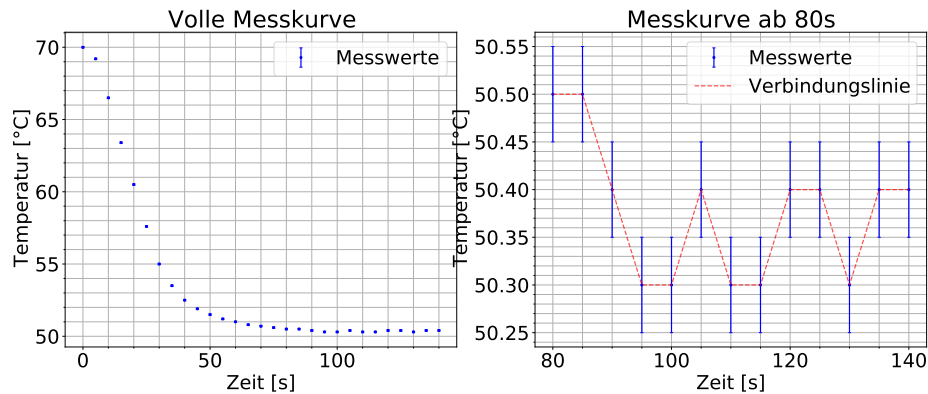 Volle Messkurve
Messwerte
Temperatur [°C]
70
65
60
55
50
0
50
100
Zeit [s]
Messkurve ab 80s
Messwerte
Verbindungslinie
Temperatur [°C]
50.55
50.50
50.45
50.40
50.35
50.30
50.25
80
100
120
140
Zeit [s]